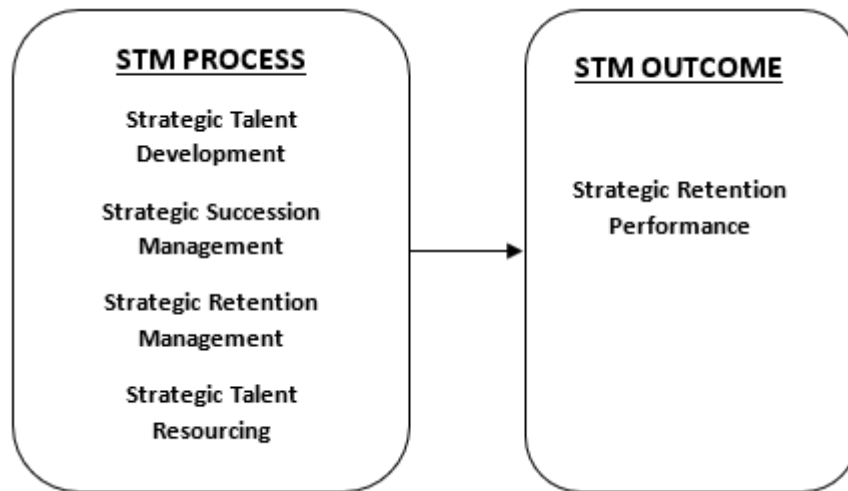 STM PROCESS
Strategic Talent
Development
Strategic Succession
Management
Strategic Retention
Management
Strategic Talent
Resourcing
STM OUTCOME
Strategic Retention
Performance